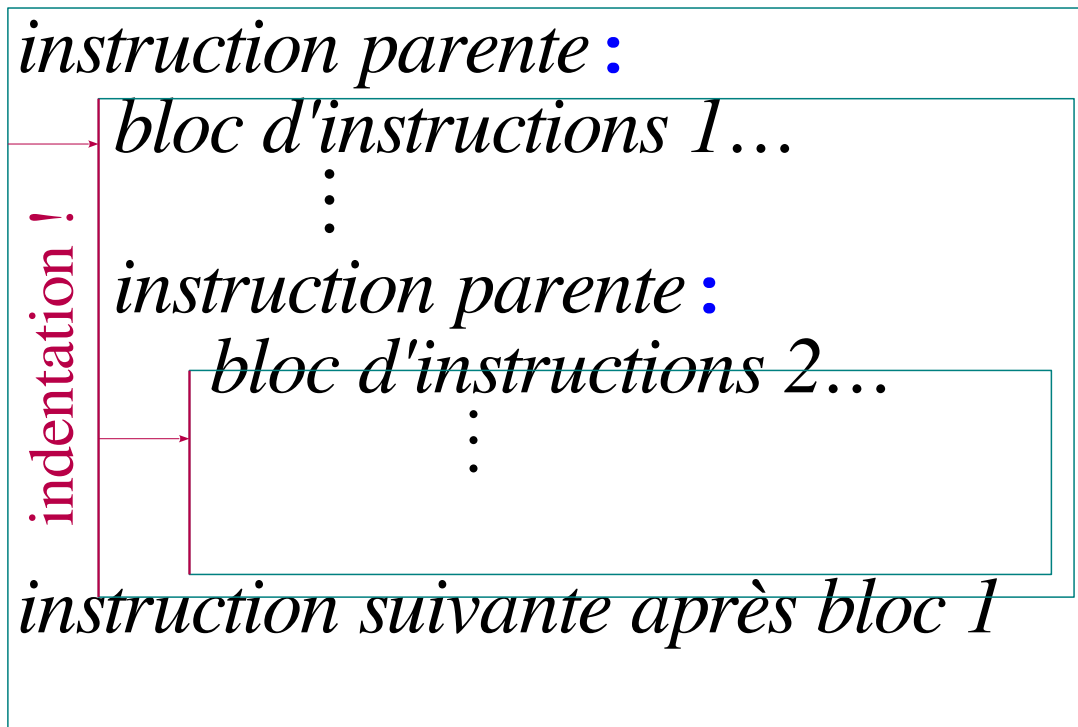 instruction parente :
bloc d'instructions 1...
⋮
instruction parente :
bloc d'instructions 2...
⋮
instruction suivante après bloc 1
indentation !